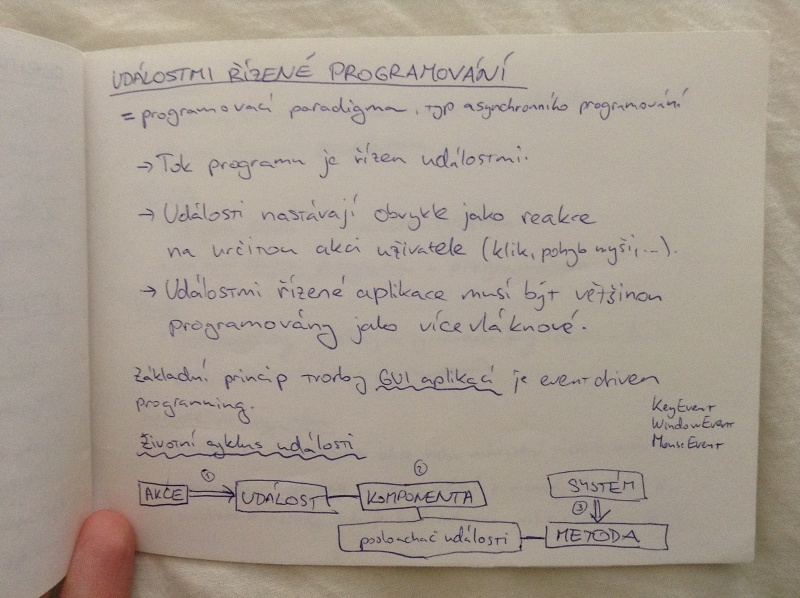 UDÁLOSTMI ŘÍZENÉ PROGRAMOVÁNÍ
= programovací paradigma, typ asynchronního programování
→ Tok programu je řízen událostmi.
→ Události nastávají obvykle jako reakce
na určitou akci uživatele (klik, pohyb myši, ...).
→ Událostmi řízené aplikace musí být většinou
programovány jako vícevláknové.
Základní princip tvorby GUI aplikací je event driven
programming.
KeyEvent
WindowEvent
MouseEvent
Životní cyklus události
AKCE ① UDÁLOST ② KOMPONENTA SYSTÉM
posluchač události ③ METODA